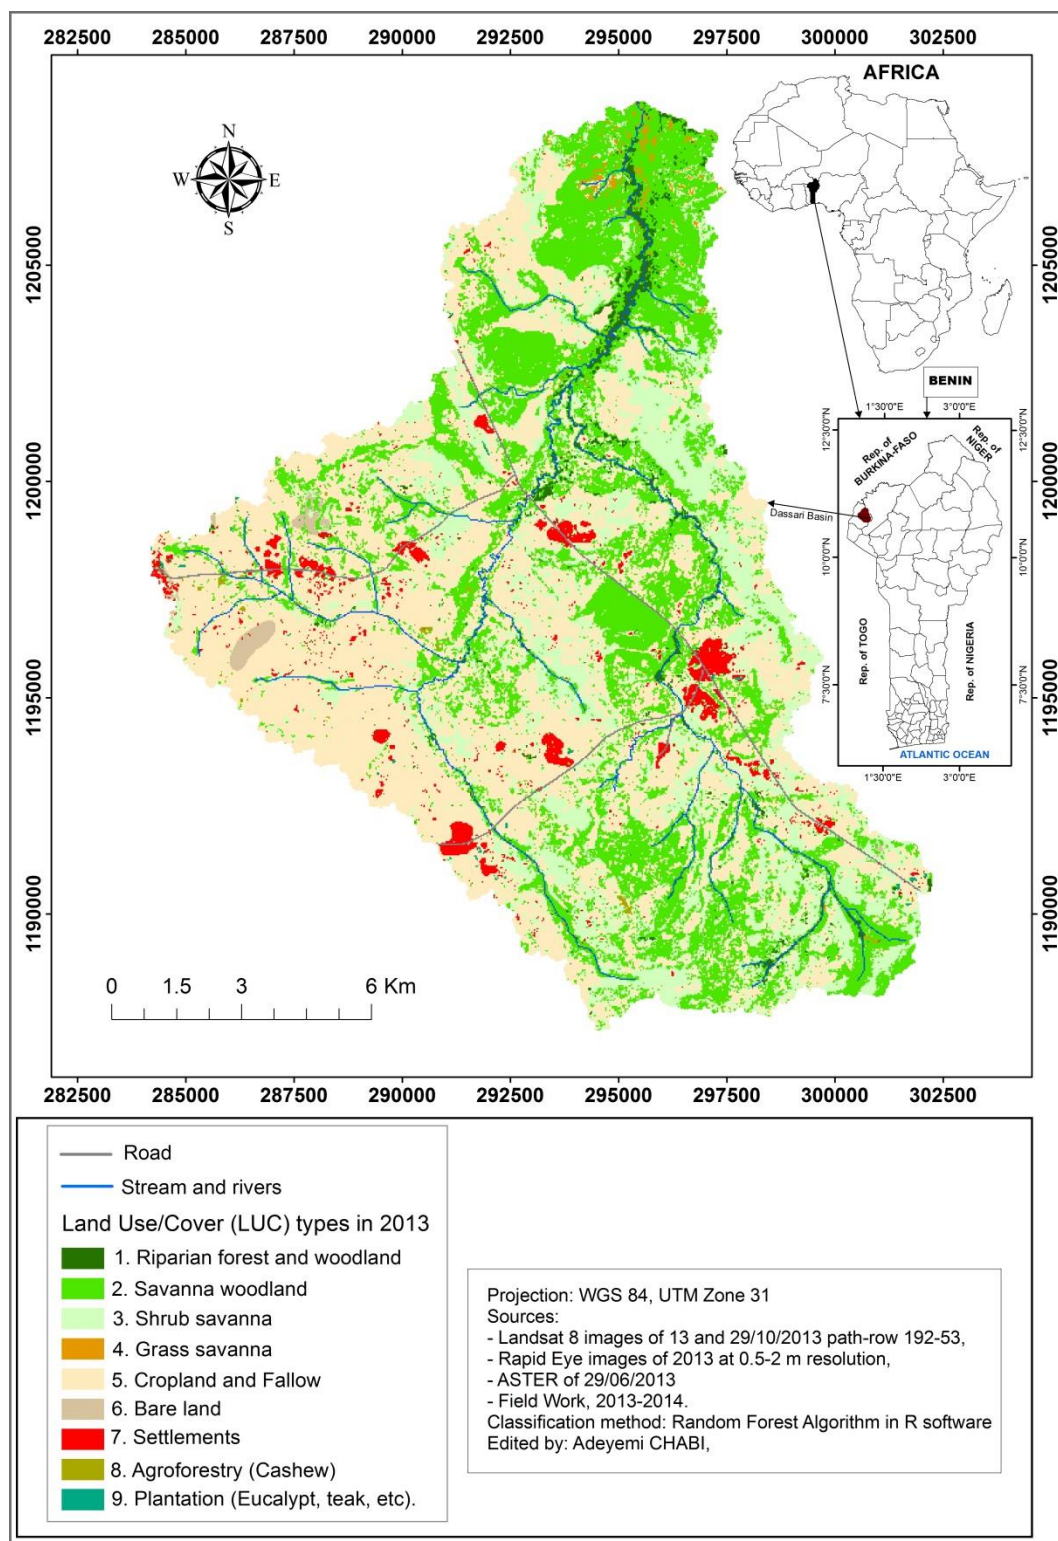 282500 285000 287500 290000 292500 295000 297500 300000 302500
AFRICA
N
W E
S
1205000 1205000
BENIN
1°30'0"E 3°0'0"E
12°30'0"N 12°30'0"N
Rep. of
BURKINA-FASO
Rep. of
NIGER
1200000 1200000
Dassari Basin
10°0'0"N 10°0'0"N
Rep. of TOGO
Rep. of NIGERIA
7°30'0"N 7°30'0"N
1195000 1195000
ATLANTIC OCEAN
1°30'0"E 3°0'0"E
1190000 1190000
0 1.5 3 6 Km
282500 285000 287500 290000 292500 295000 297500 300000 302500
Road
Stream and rivers
Land Use/Cover (LUC) types in 2013
1. Riparian forest and woodland
2. Savanna woodland
3. Shrub savanna
4. Grass savanna
5. Cropland and Fallow
6. Bare land
7. Settlements
8. Agroforestry (Cashew)
9. Plantation (Eucalypt, teak, etc).
Projection: WGS 84, UTM Zone 31
Sources:
- Landsat 8 images of 13 and 29/10/2013 path-row 192-53,
- Rapid Eye images of 2013 at 0.5-2 m resolution,
- ASTER of 29/06/2013
- Field Work, 2013-2014.
Classification method: Random Forest Algorithm in R software
Edited by: Adeyemi CHABI,